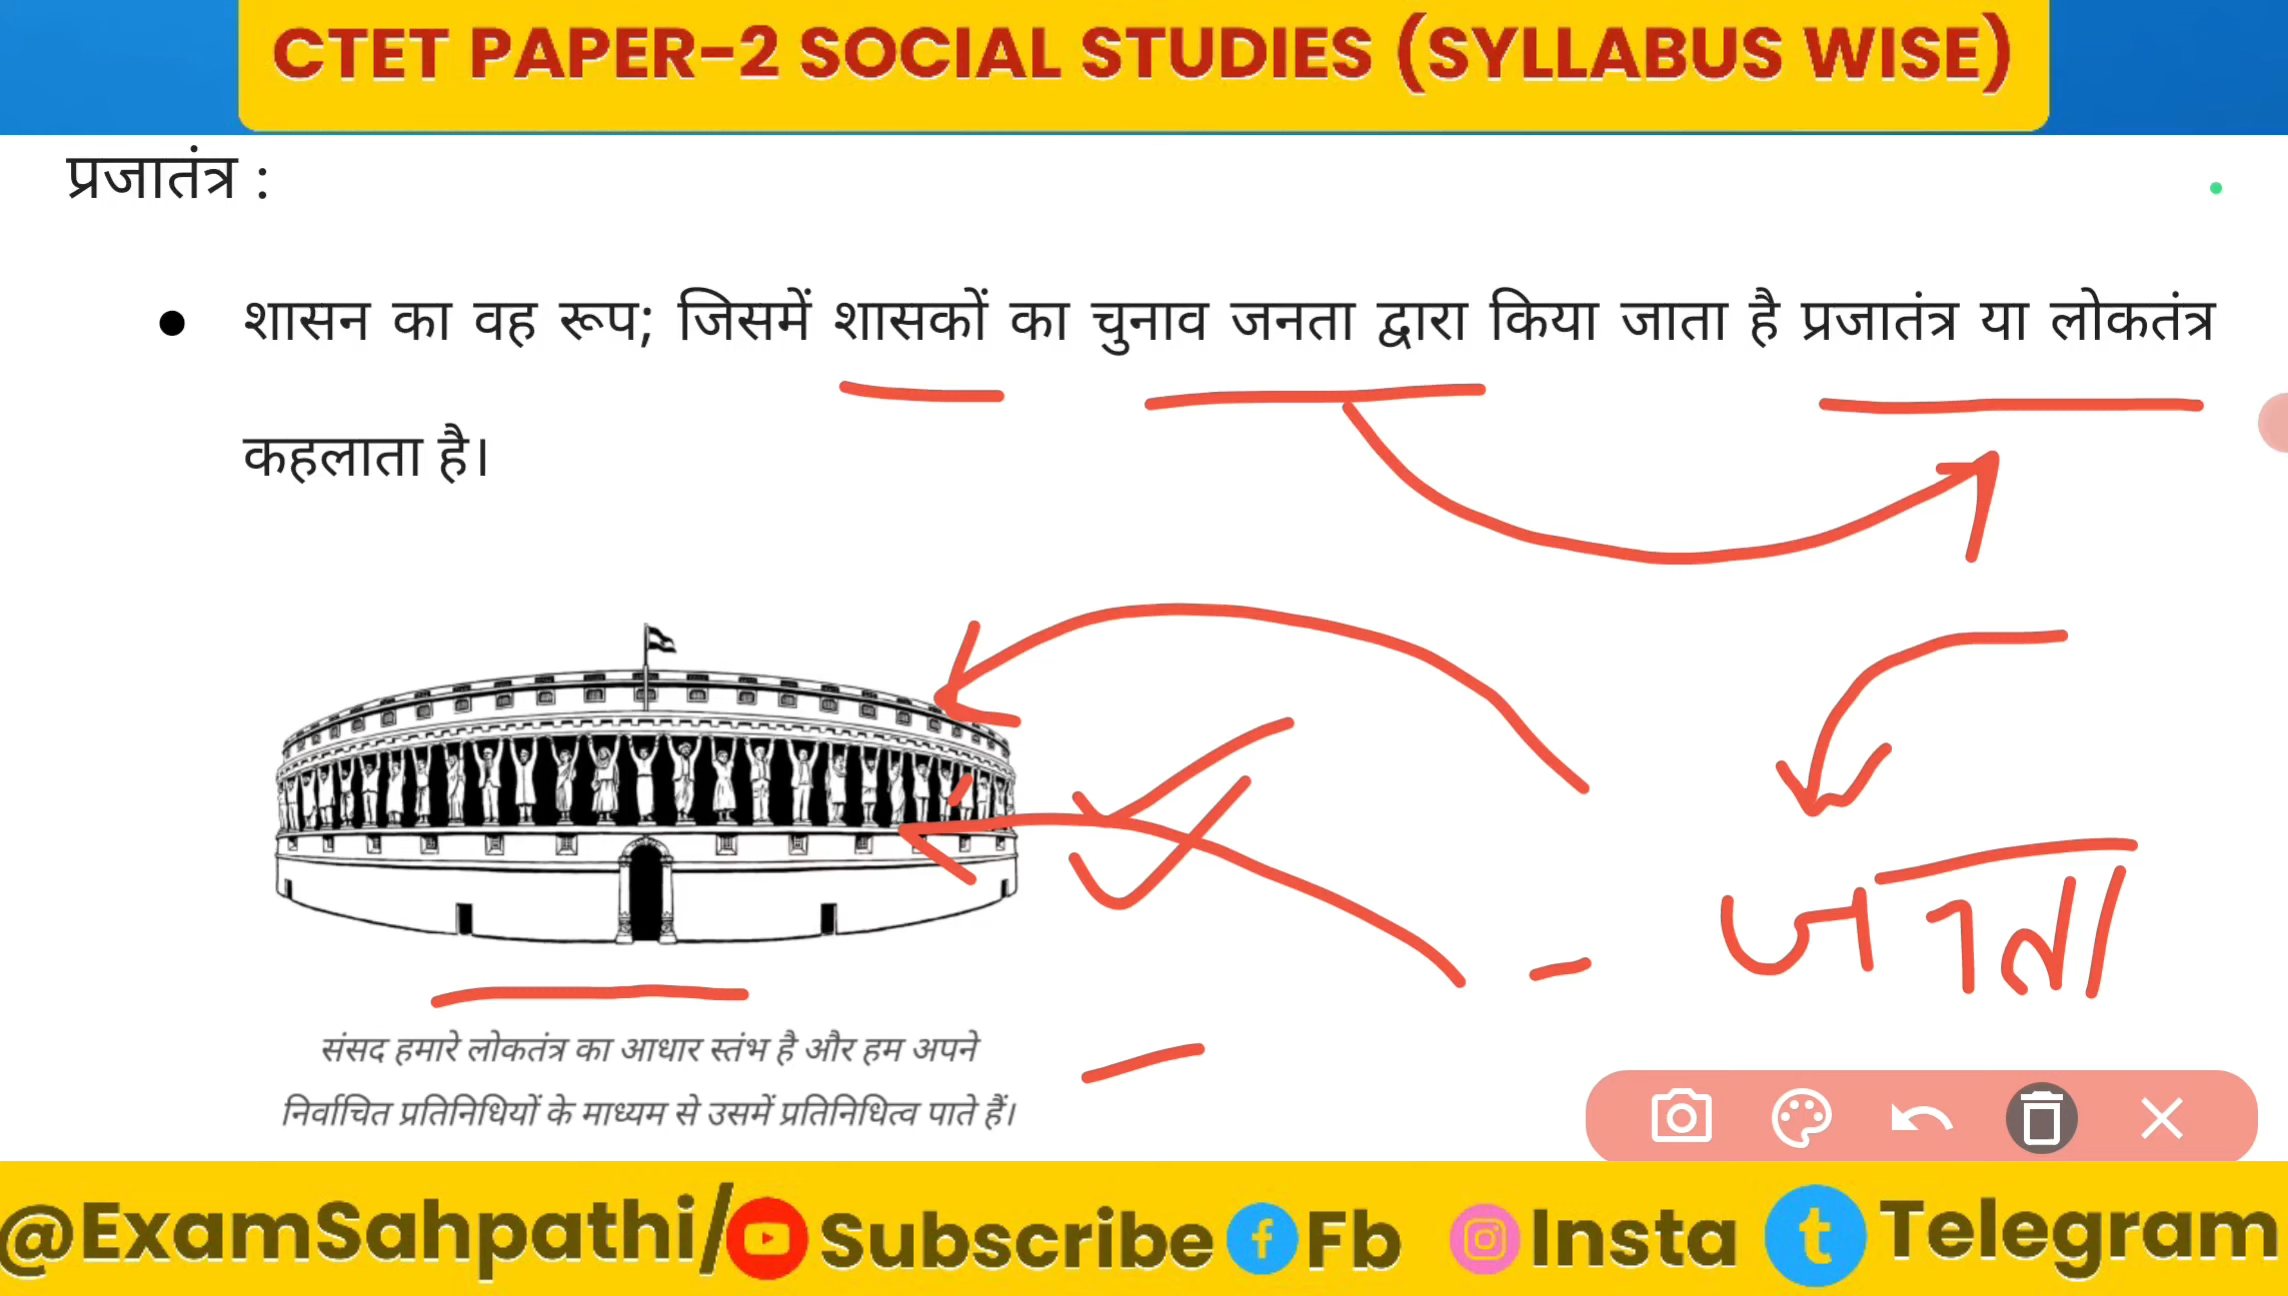 CTET PAPER-2 SOCIAL STUDIES (SYLLABUS WISE)
प्रजातंत्र :
● शासन का वह रूप; जिसमें शासकों का चुनाव जनता द्वारा किया जाता है प्रजातंत्र या लोकतंत्र
कहलाता है।
जनता
संसद हमारे लोकतंत्र का आधार स्तंभ है और हम अपने
निर्वाचित प्रतिनिधियों के माध्यम से उसमें प्रतिनिधित्व पाते हैं।
@ExamSahpathi/ Subscribe Fb Insta Telegram